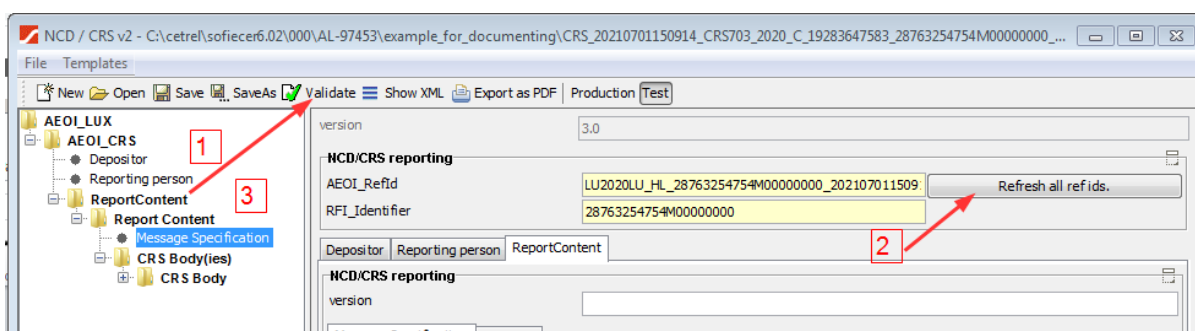 NCD / CRS v2 - C:\cetrel\sofiecer6.02\000\AL-97453\example_for_documenting\CRS_20210701150914_CRS703_2020_C_19283647583_28763254754M00000000_...
File Templates
New Open Save SaveAs Validate Show XML Export as PDF Production Test
AEOI_LUX
AEOI_CRS
Depositor
Reporting person
ReportContent
Report Content
Message Specification
CRS Body(ies)
CRS Body
1
3
version 3.0
NCD/CRS reporting
AEOI_RefId LU2020LU_HL_28763254754M00000000_202107011509 Refresh all ref ids.
RFI_Identifier 28763254754M00000000
2
Depositor Reporting person ReportContent
NCD/CRS reporting
version